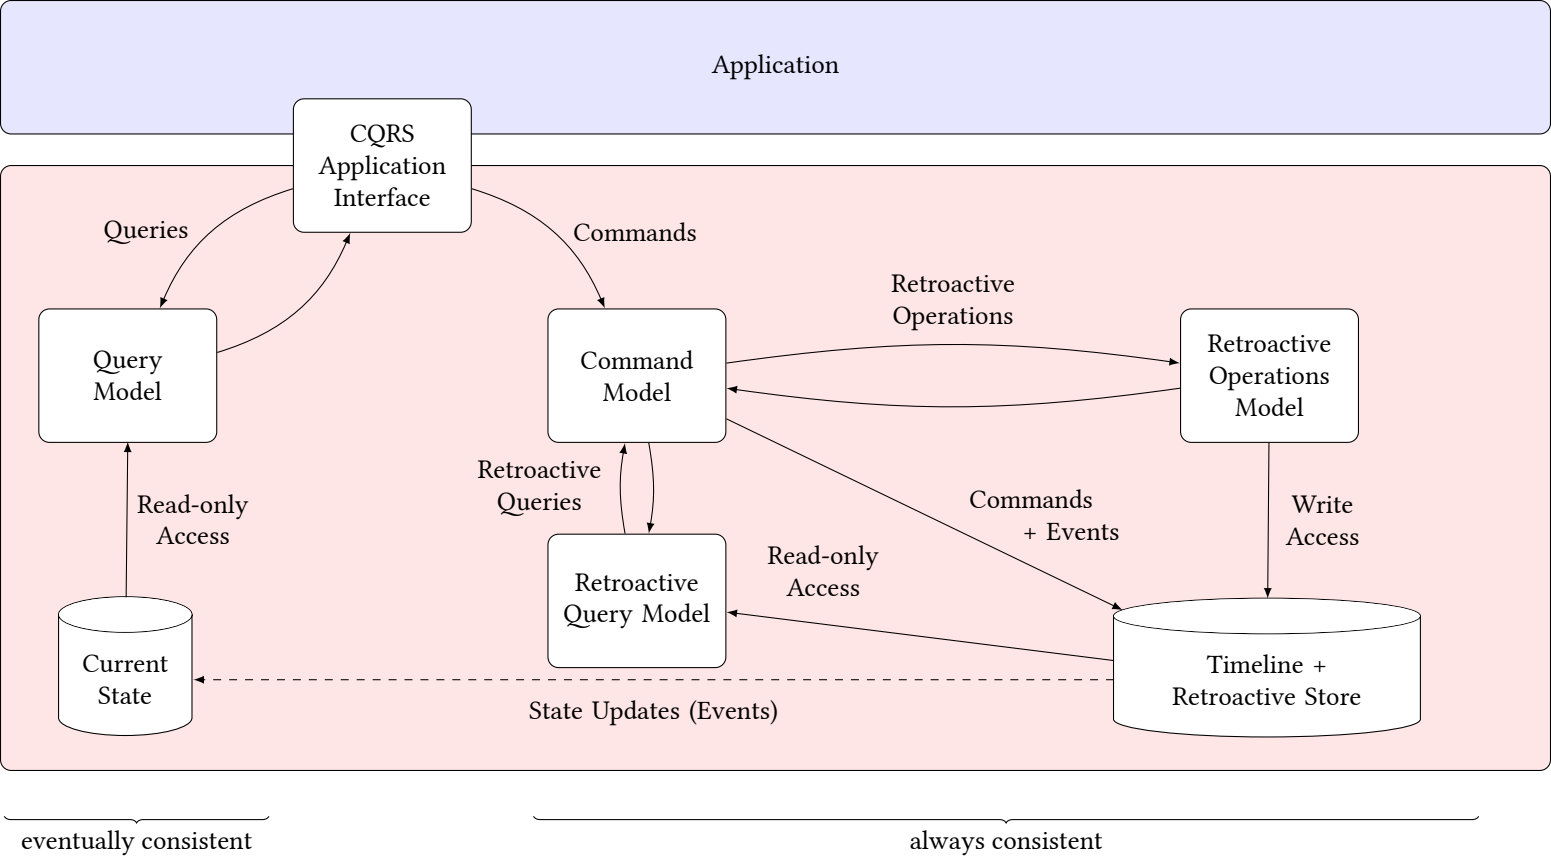 Application
CQRS
Application
Interface
Queries
Commands
Retroactive
Operations
Query
Model
Command
Model
Retroactive
Operations
Model
Read-only
Access
Retroactive
Queries
Commands
+ Events
Write
Access
Read-only
Access
Retroactive
Query Model
Current
State
Timeline +
Retroactive Store
State Updates (Events)
eventually consistent
always consistent